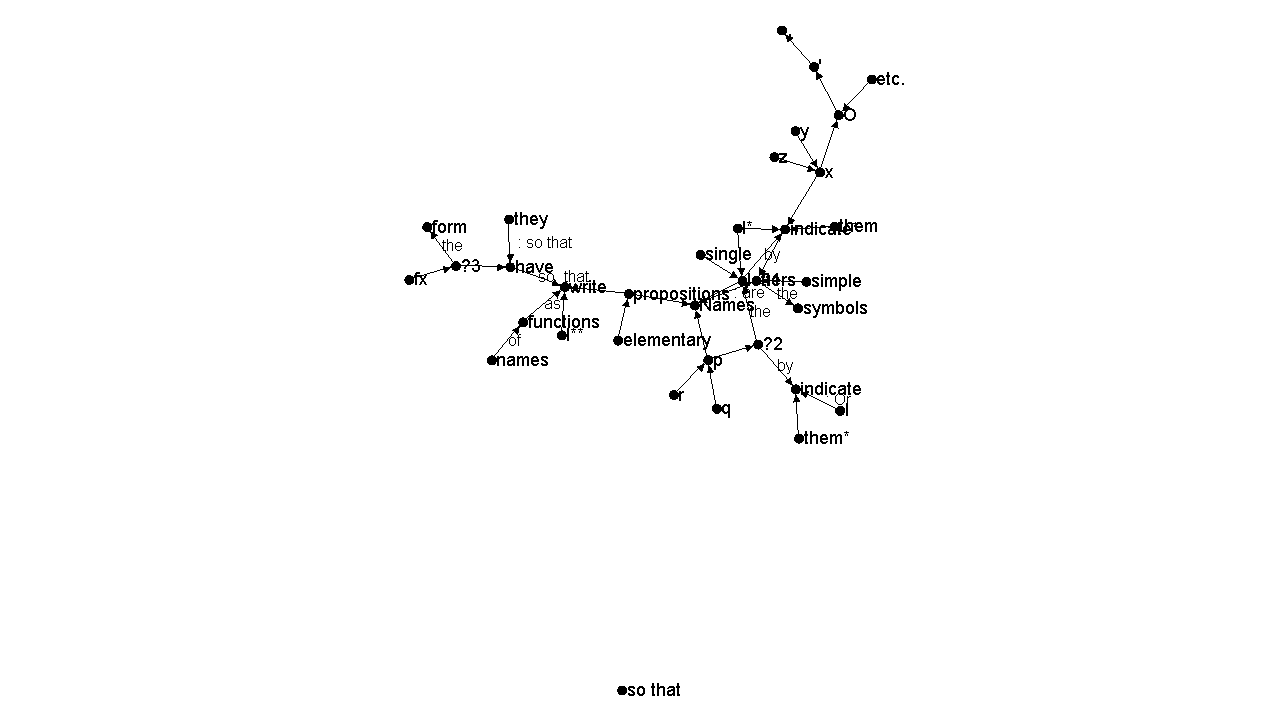 *
'
etc.
O
y
z
x
I*
indicate*
them
form
they
the
: so that
single
by
have
?3
so that
fx
write
letters
simple
are
the
propositions
Names
symbols
as
the
functions
I**
of
names
elementary
?2
p
by
indicate
r
Or
q
I
them*
so that